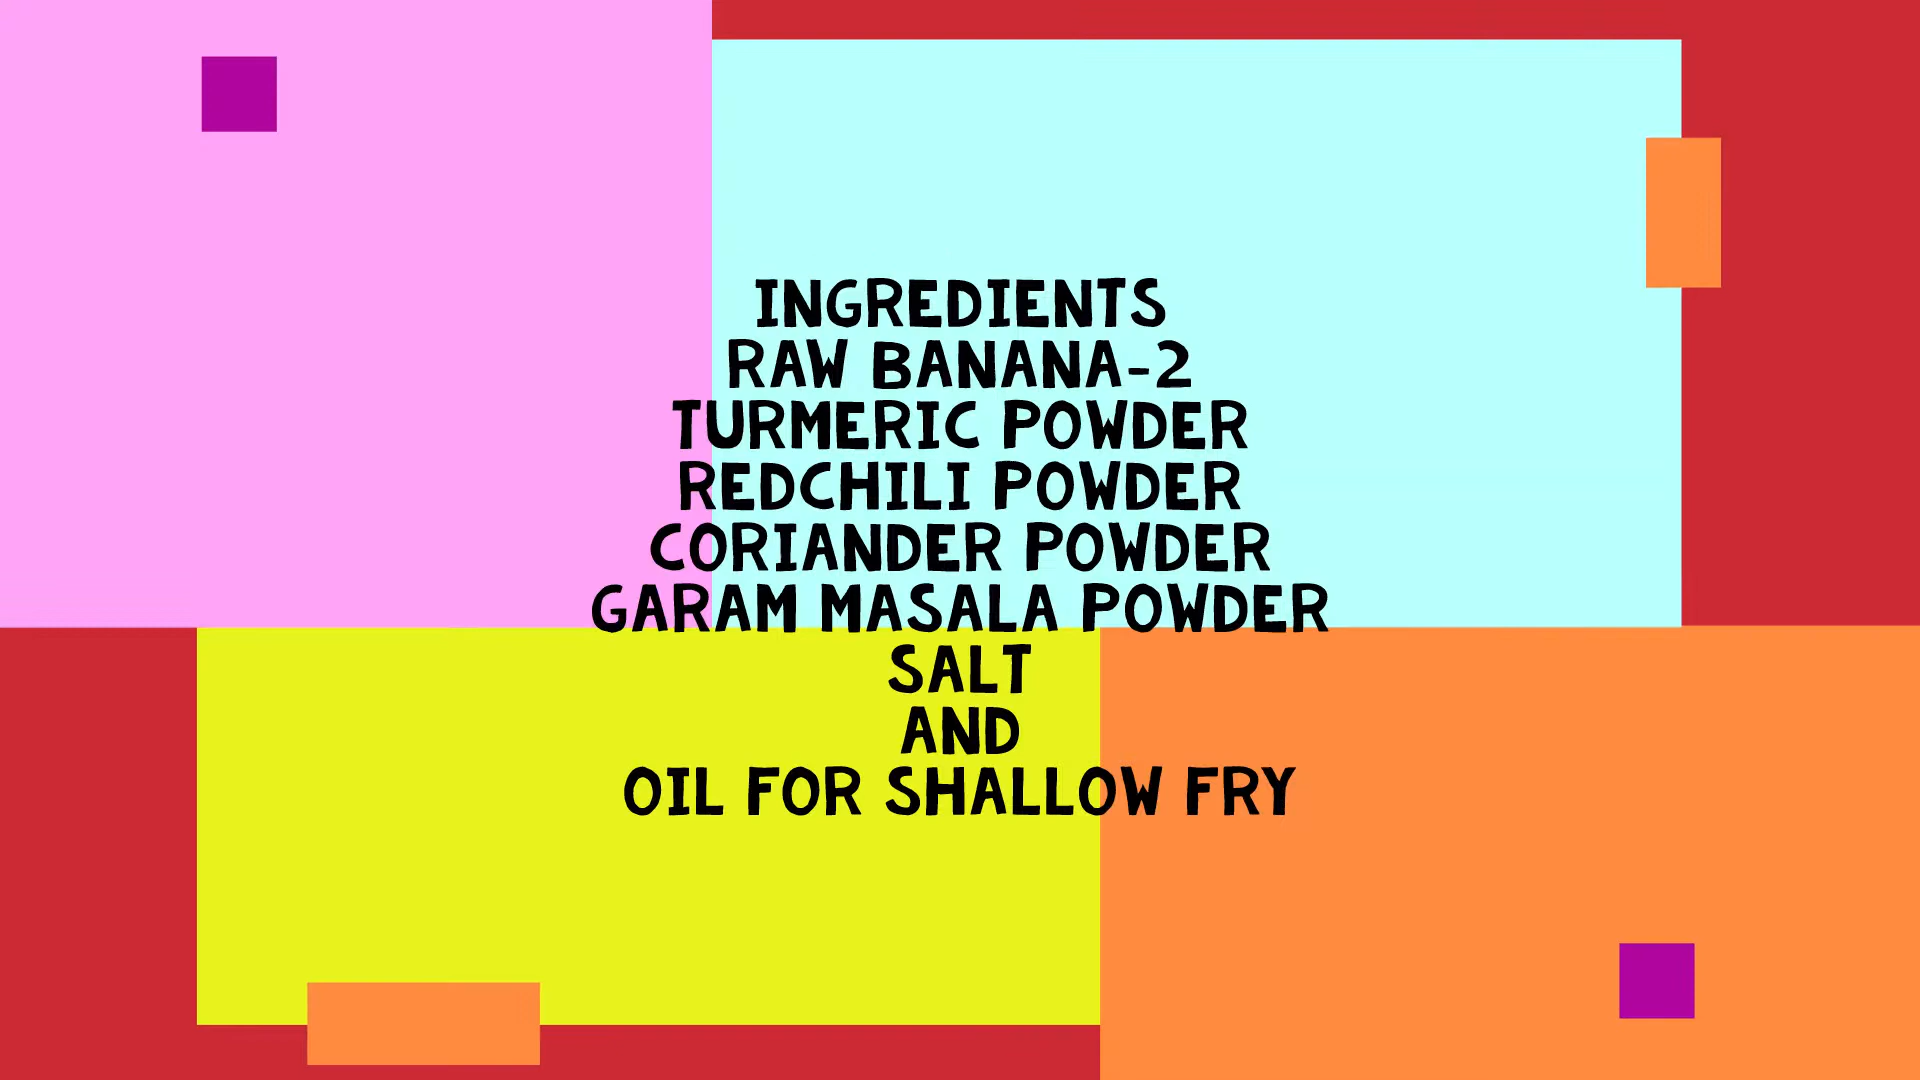 INGREDIENTS
RAW BANANA-2
TURMERIC POWDER
REDCHILI POWDER
CORIANDER POWDER
GARAM MASALA POWDER
SALT
AND
OIL FOR SHALLOW FRY